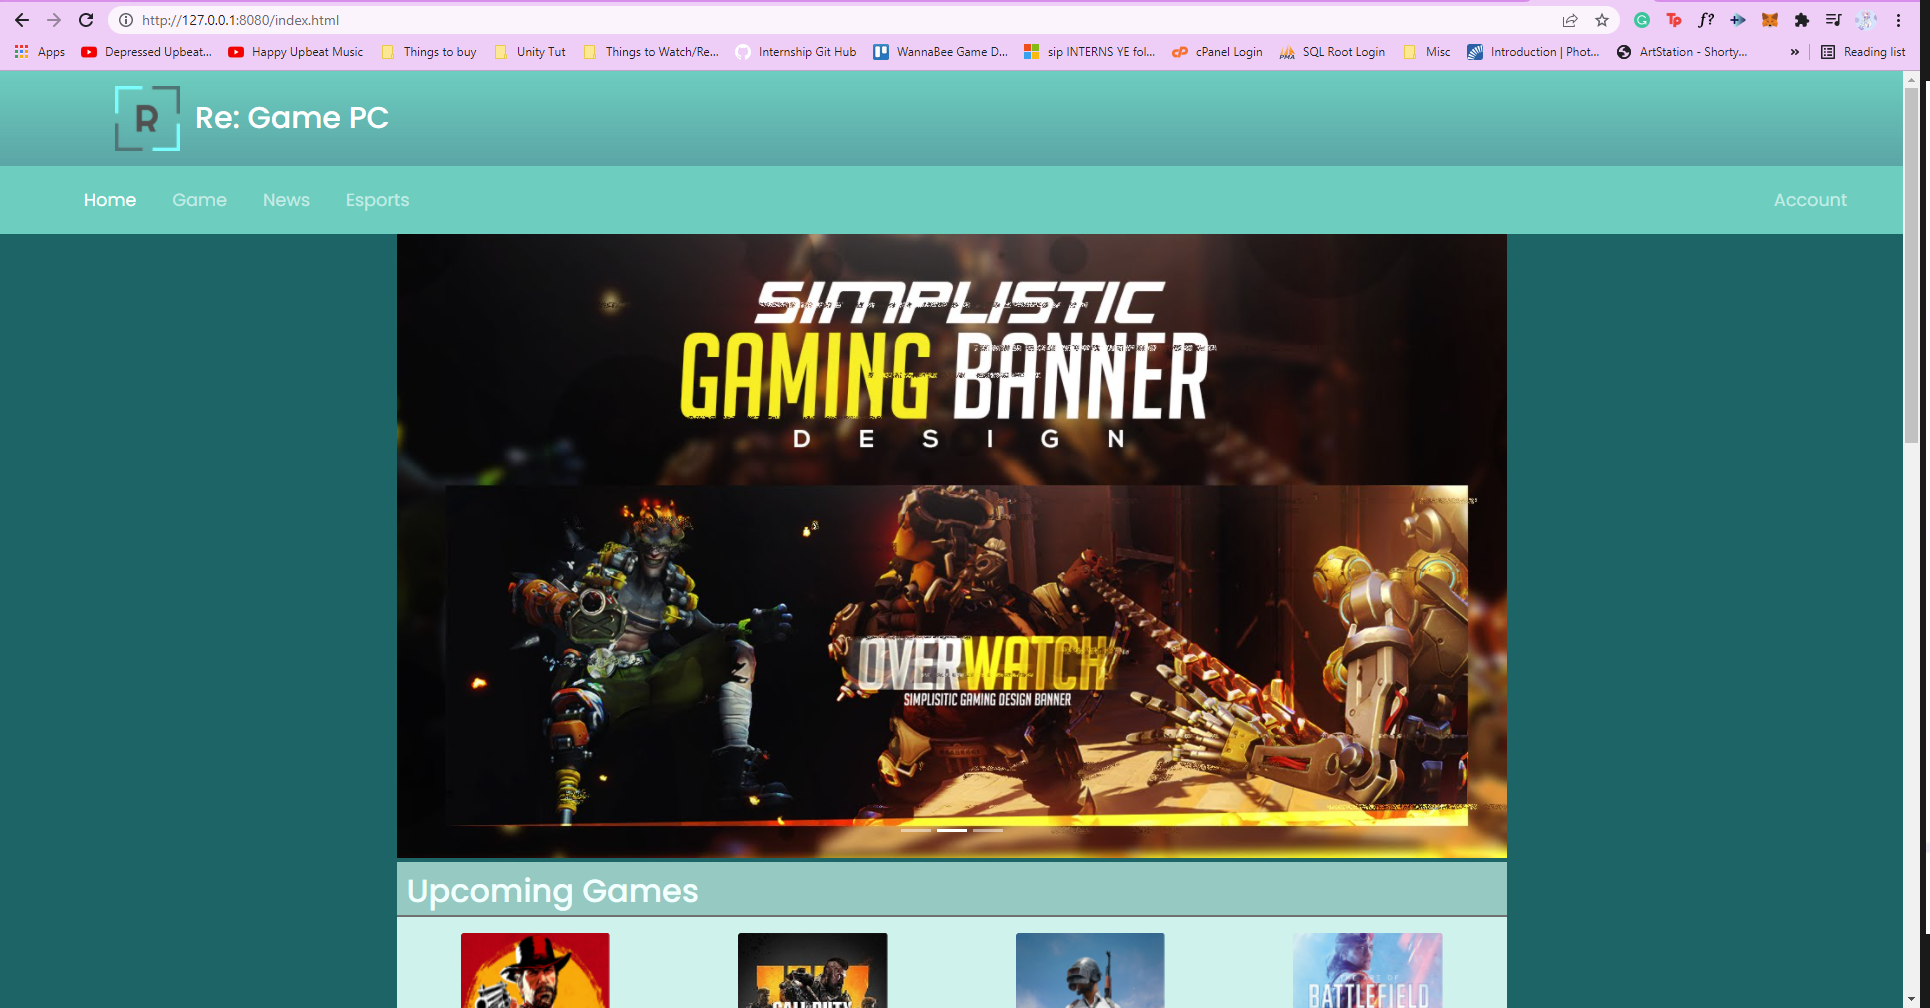 http://127.0.0.1:8080/index.html
Apps Depressed Upbeat... Happy Upbeat Music Things to buy Unity Tut Things to Watch/Re... Internship Git Hub WannaBee Game D... sip INTERNS YE fol... cPanel Login SQL Root Login Misc Introduction | Phot... ArtStation - Shorty... » Reading list
R Re: Game PC
Home Game News Esports Account
SIMPLISTIC
GAMING BANNER
DESIGN
OVERWATCH
SIMPLISITIC GAMING DESIGN BANNER
Upcoming Games
CALL OF DUTY
BATTLEFIELD